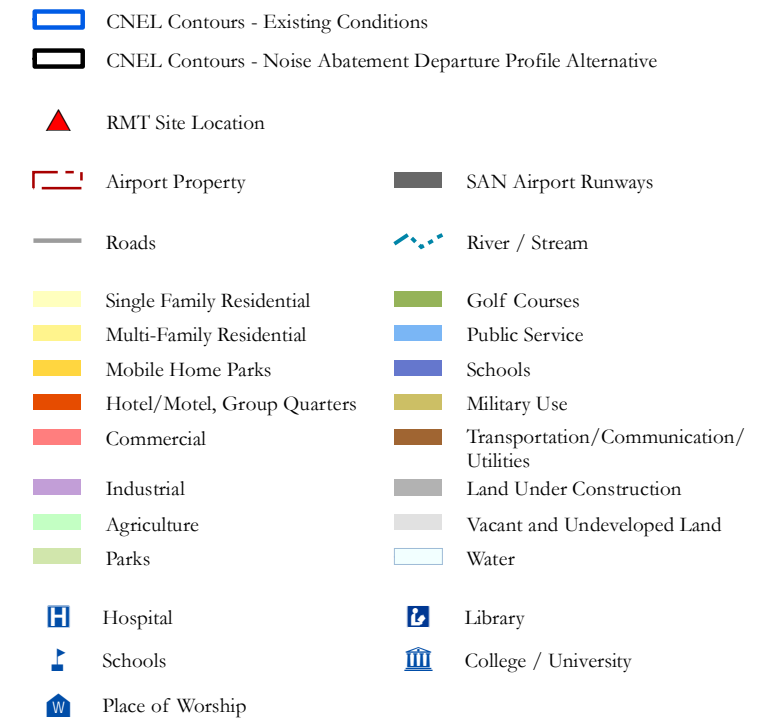 CNEL Contours - Existing Conditions
CNEL Contours - Noise Abatement Departure Profile Alternative
RMT Site Location
Airport Property
SAN Airport Runways
Roads
River / Stream
Single Family Residential
Golf Courses
Multi-Family Residential
Public Service
Mobile Home Parks
Schools
Hotel/Motel, Group Quarters
Military Use
Commercial
Transportation/Communication/
Utilities
Industrial
Land Under Construction
Agriculture
Vacant and Undeveloped Land
Parks
Water
H
Hospital
Library
Schools
College / University
W
Place of Worship